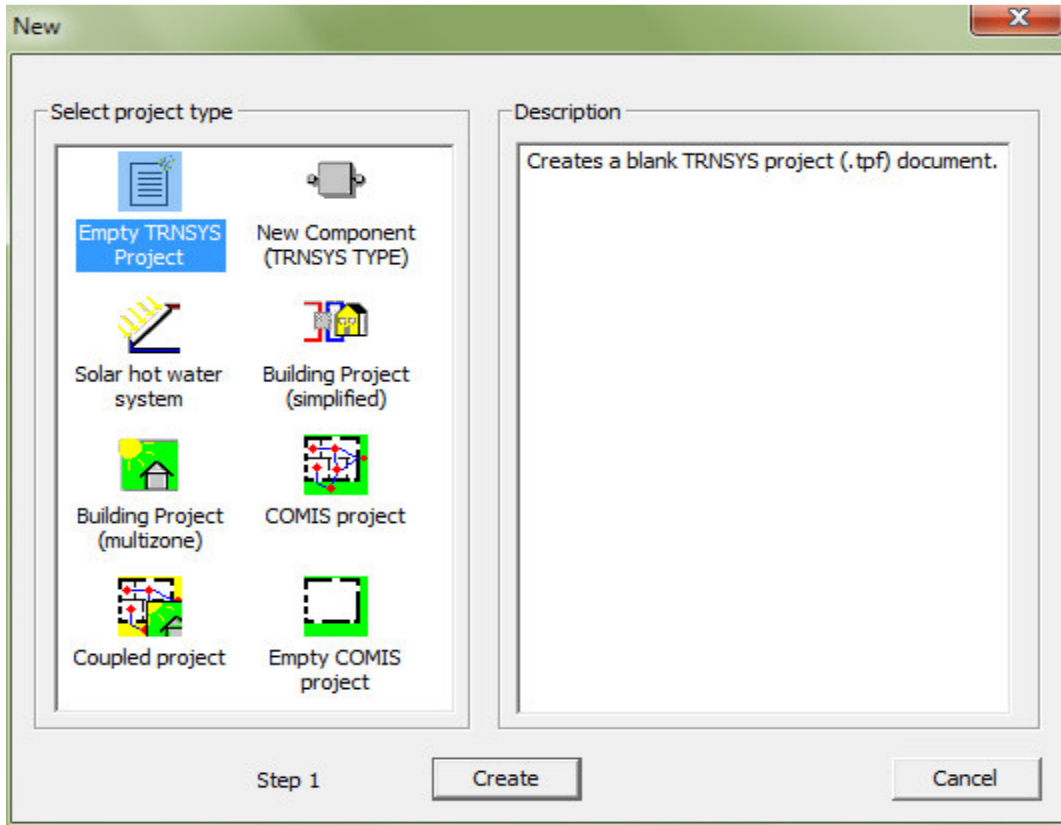 New
Select project type
Empty TRNSYS
Project
New Component
(TRNSYS TYPE)
Solar hot water
system
Building Project
(simplified)
Building Project
(multizone)
COMIS project
Coupled project
Empty COMIS
project
Description
Creates a blank TRNSYS project (.tpf) document.
Step 1
Create
Cancel